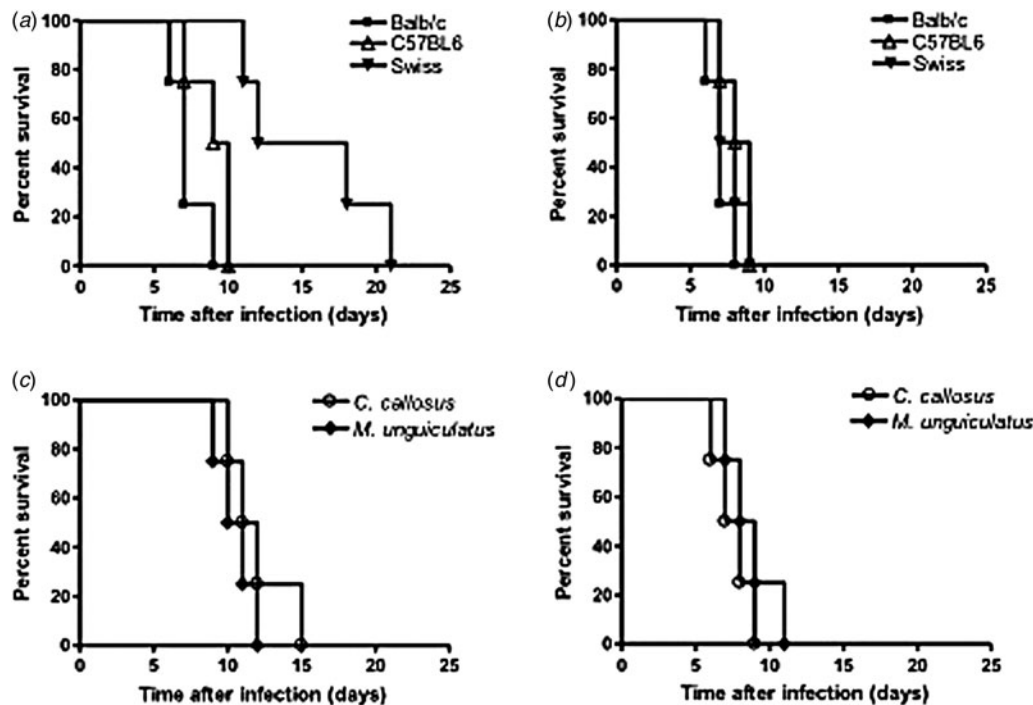 (a)
Balb/c
C57BL6
Swiss
100
80
60
40
20
0
Percent survival
0 5 10 15 20 25
Time after infection (days)
(b)
Balb/c
C57BL6
Swiss
100
80
60
40
20
0
Percent survival
0 5 10 15 20 25
Time after infection (days)
(c)
C. callosus
M. unguiculatus
100
80
60
40
20
0
Percent survival
0 5 10 15 20 25
Time after infection (days)
(d)
C. callosus
M. unguiculatus
100
80
60
40
20
0
Percent survival
0 5 10 15 20 25
Time after infection (days)